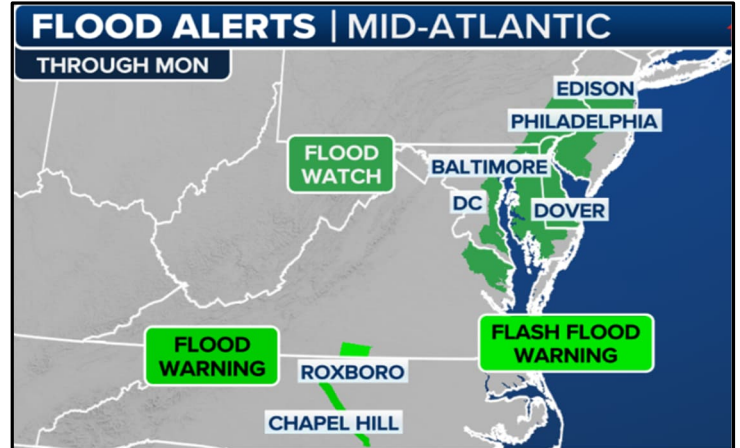 FLOOD ALERTS | MID-ATLANTIC
THROUGH MON
EDISON
PHILADELPHIA
FLOOD
WATCH
BALTIMORE
DC
DOVER
FLOOD
WARNING
FLASH FLOOD
WARNING
ROXBORO
CHAPEL HILL